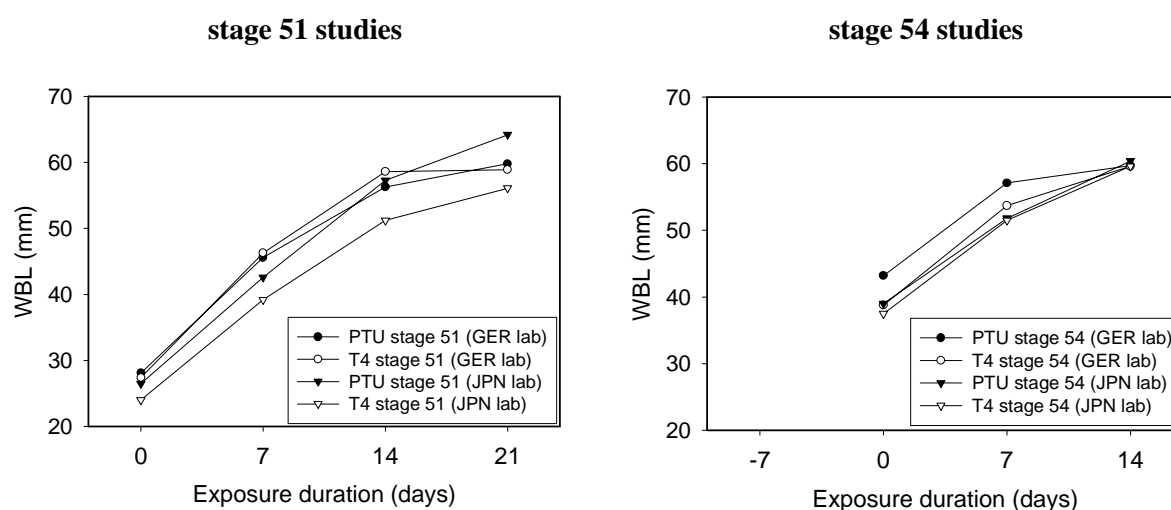 stage 51 studies
70
60
50
40
30
20
WBL (mm)
PTU stage 51 (GER lab)
T4 stage 51 (GER lab)
PTU stage 51 (JPN lab)
T4 stage 51 (JPN lab)
0 7 14 21
Exposure duration (days)
stage 54 studies
70
60
50
40
30
20
WBL (mm)
PTU stage 54 (GER lab)
T4 stage 54 (GER lab)
PTU stage 54 (JPN lab)
T4 stage 54 (JPN lab)
-7 0 7 14
Exposure duration (days)